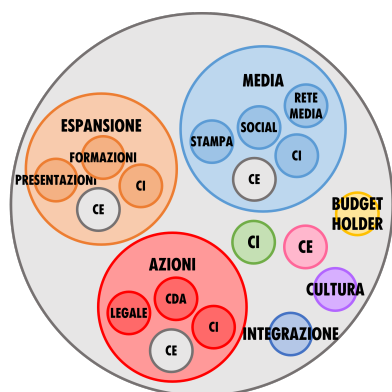 MEDIA
RETE
MEDIA
SOCIAL
STAMPA
CI
CE
ESPANSIONE
FORMAZIONI
PRESENTAZIONI
CI
CE
BUDGET
HOLDER
CI
CE
CULTURA
INTEGRAZIONE
AZIONI
CDA
LEGALE
CI
CE